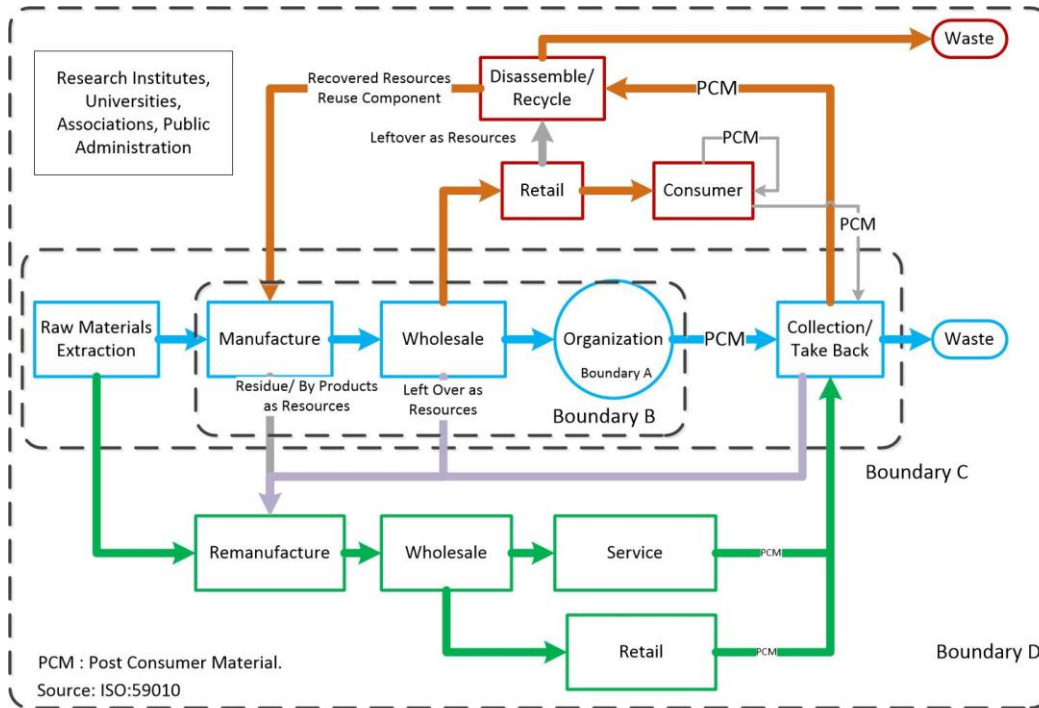 Waste
Research Institutes,
Universities,
Associations, Public
Administration
Recovered Resources
Reuse Component
Disassemble/
Recycle
PCM
Leftover as Resources
PCM
Retail
Consumer
PCM
Raw Materials
Extraction
Manufacture
Wholesale
Organization
Boundary A
PCM
Collection/
Take Back
Waste
Residue/ By Products
as Resources
Left Over as
Resources
Boundary B
Boundary C
Remanufacture
Wholesale
Service
PCM
Retail
PCM
Boundary D
PCM : Post Consumer Material.
Source: ISO:59010